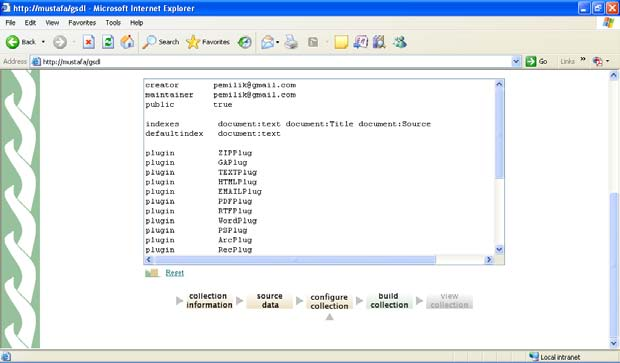 http://mustafa/gsdl - Microsoft Internet Explorer
File Edit View Favorites Tools Help
Back Search Favorites
Address http://mustafa/gsdl Go Links »
creator pemilik@gmail.com
maintainer pemilik@gmail.com
public true
indexes document:text document:Title document:Source
defaultindex document:text
plugin ZIPPlug
plugin GAPlug
plugin TEXTPlug
plugin HTMLPlug
plugin EMAILPlug
plugin PDFPlug
plugin RTFPlug
plugin WordPlug
plugin PSPlug
plugin ArcPlug
plugin RecPlug
Reset
collection information
source data
configure collection
build collection
view collection
Local intranet